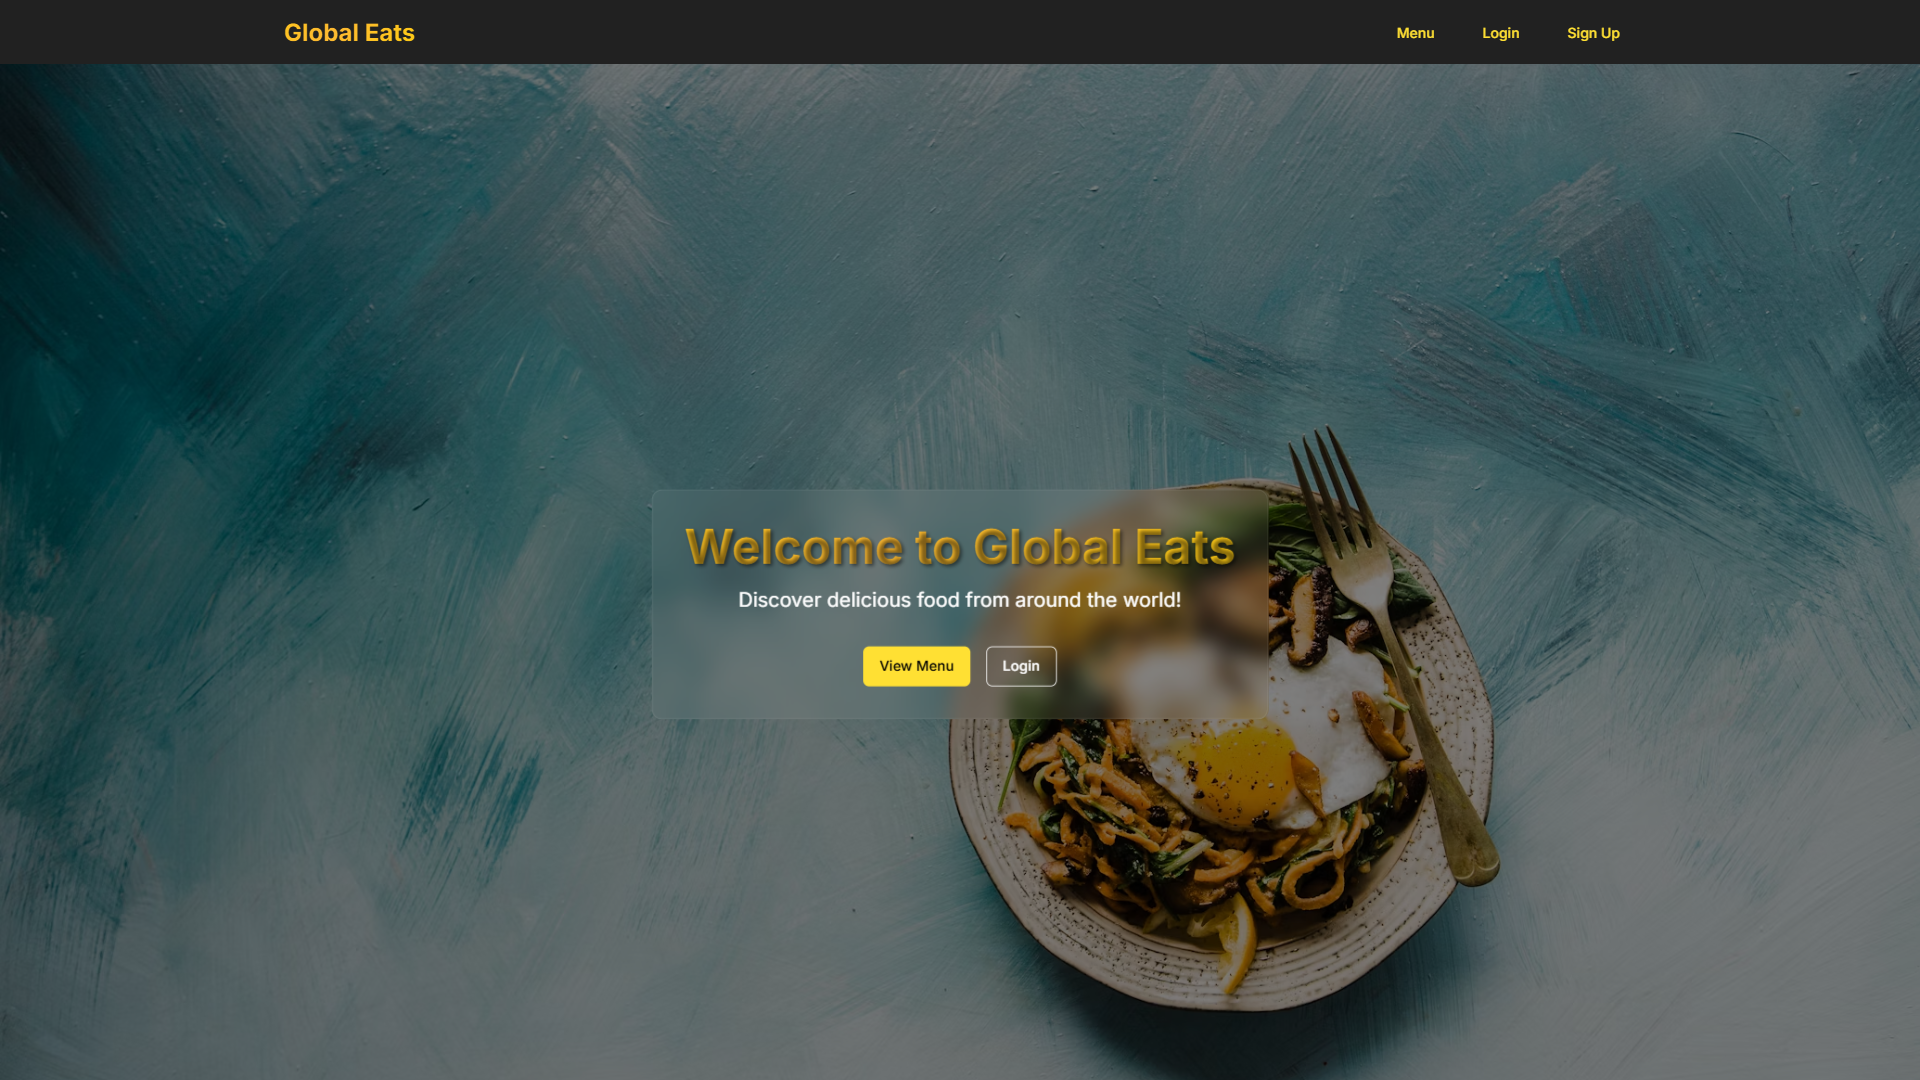 Global Eats
Menu Login Sign Up
Welcome to Global Eats
Discover delicious food from around the world!
View Menu Login